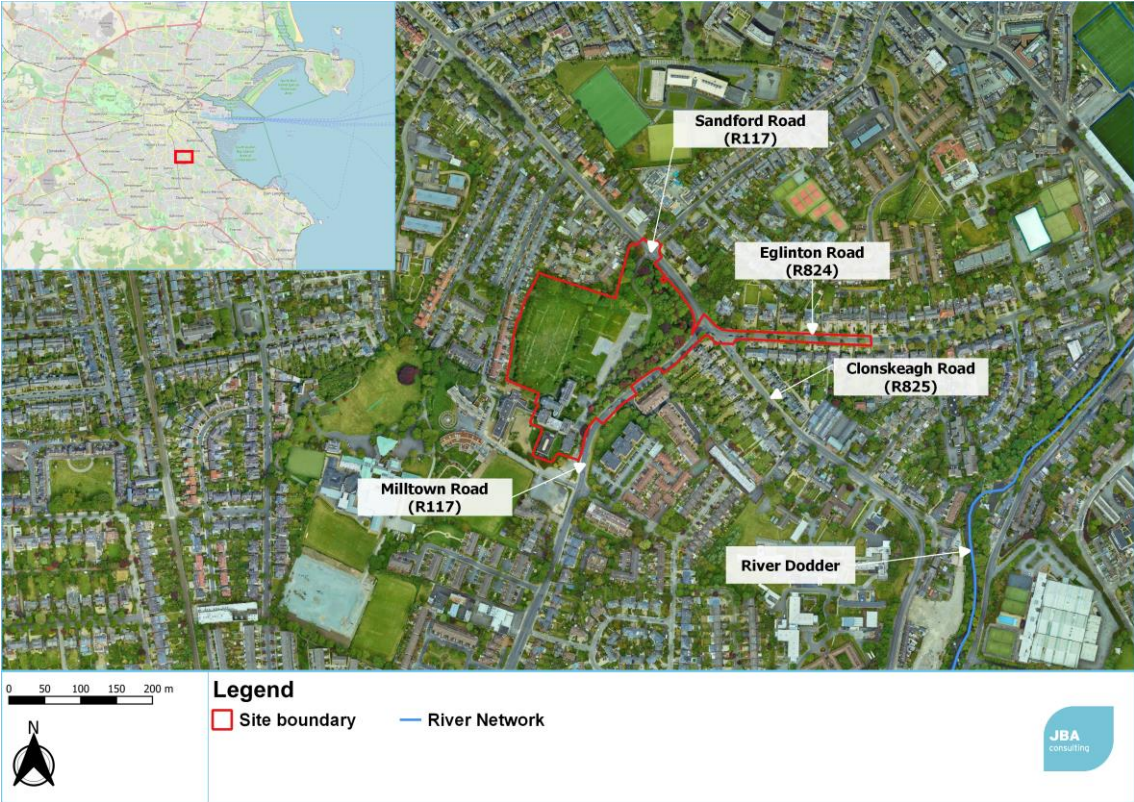 Sandford Road
(R117)
Eglinton Road
(R824)
Clonskeagh Road
(R825)
Milltown Road
(R117)
River Dodder
0 50 100 150 200 m
N
Legend
Site boundary
River Network
JBA
consulting